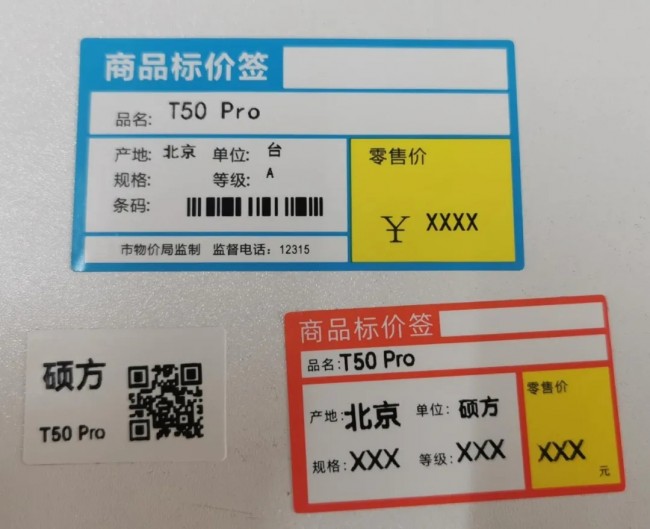 商品标价签
品名: T50 Pro
产地: 北京 单位: 台
规格: 等级: A
条码:
零售价
¥ XXXX
市物价局监制 监督电话: 12315
硕方
T50 Pro
商品标价签
品名: T50 Pro
产地: 北京 单位: 硕方
规格: XXX 等级: XXX
零售价
XXX 元